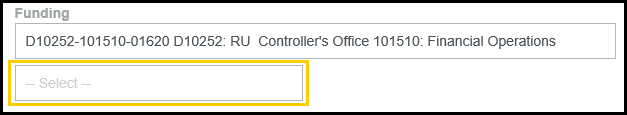 Funding
D10252-101510-01620 D10252: RU  Controller's Office 101510: Financial Operations
-- Select --